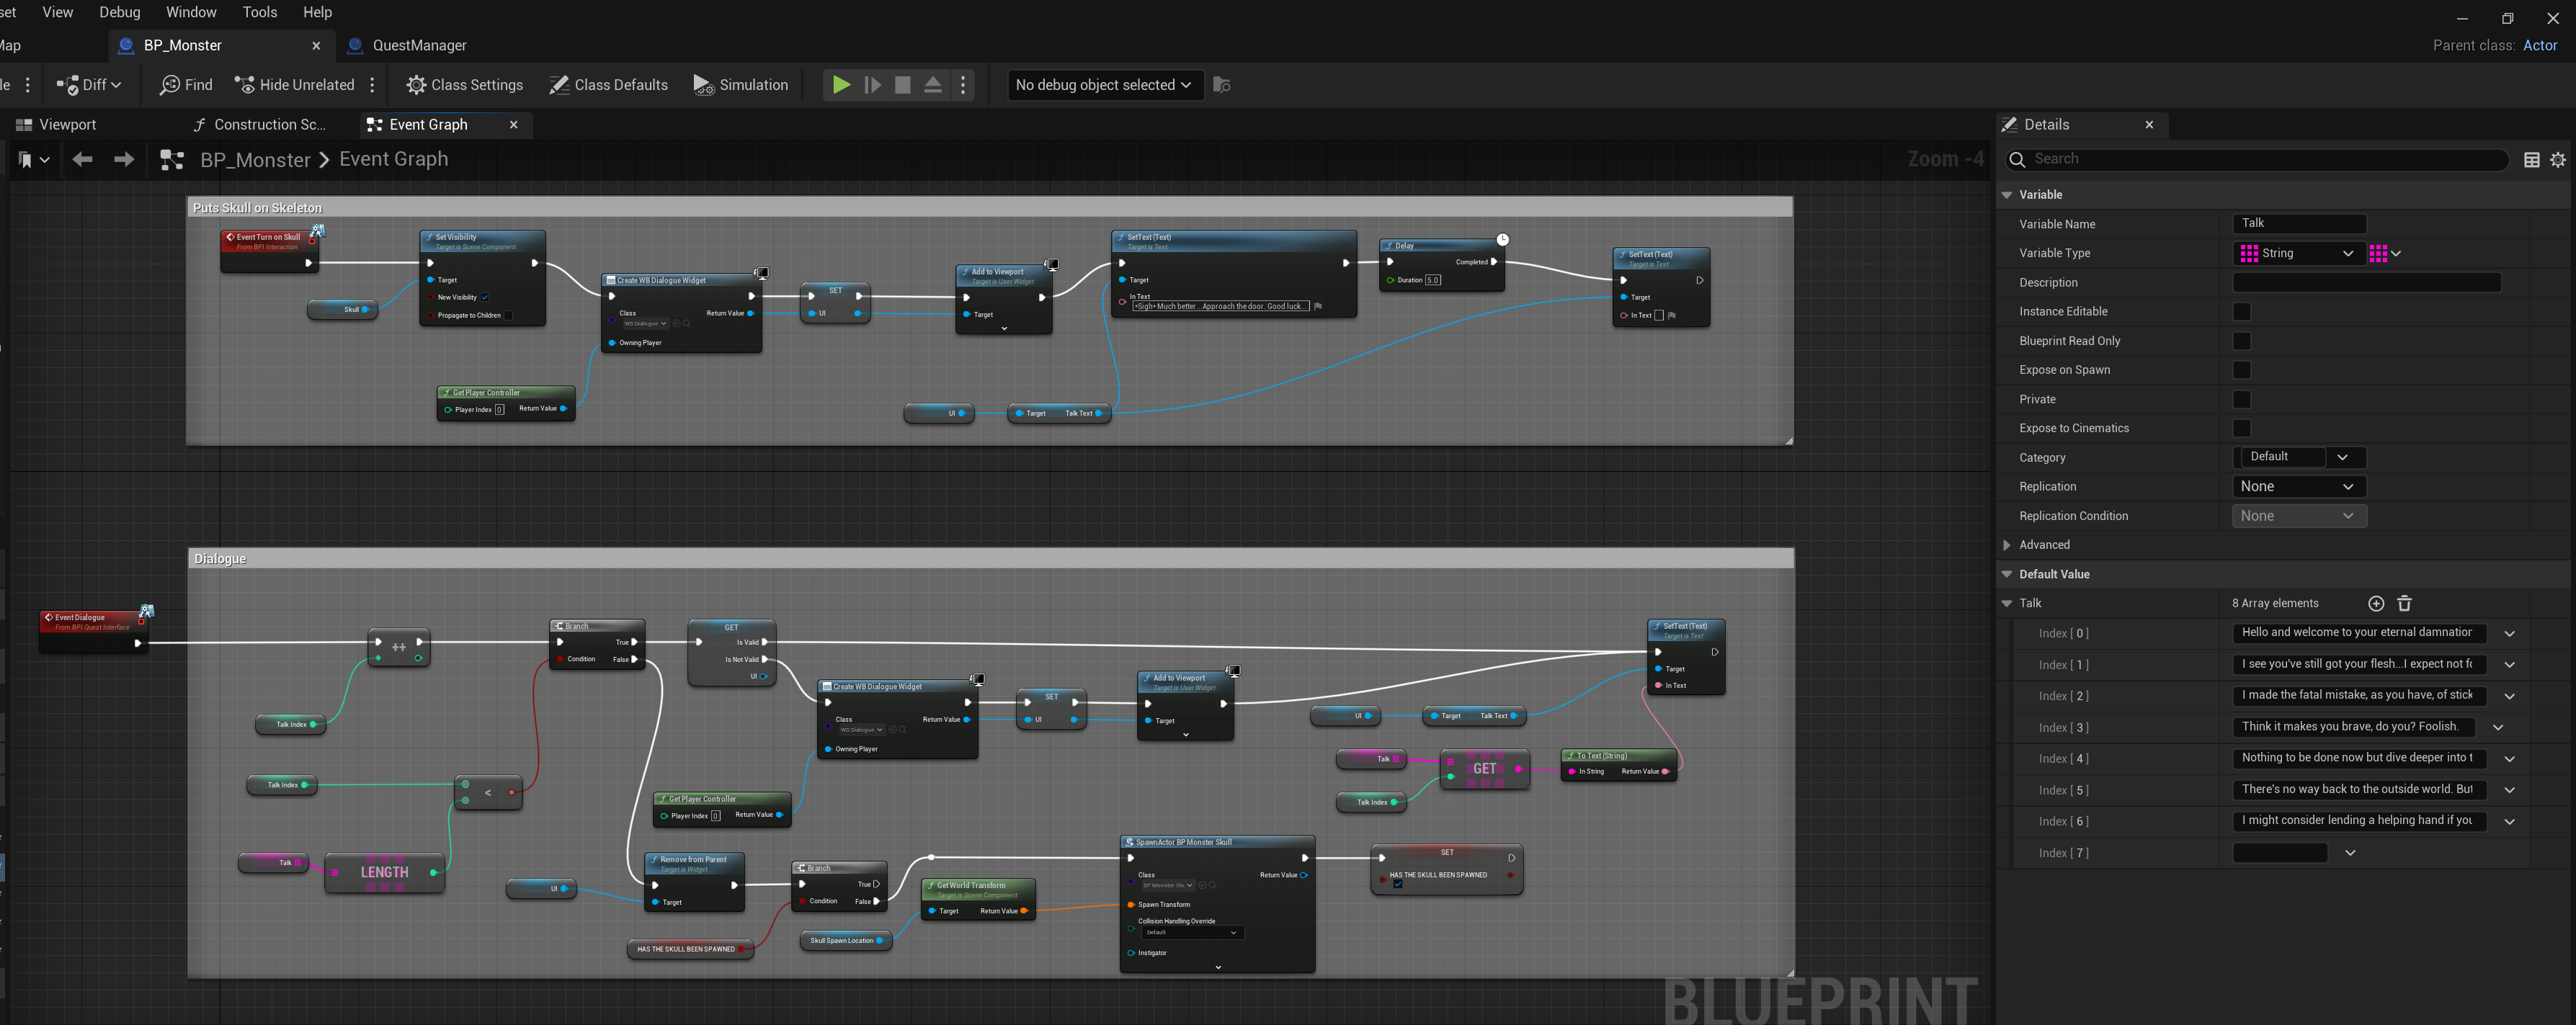 set View Debug Window Tools Help
Map BP_Monster QuestManager Parent class: Actor
le Diff Find Hide Unrelated Class Settings Class Defaults Simulation No debug object selected
Viewport Construction Sc... Event Graph Details
BP_Monster > Event Graph Zoom -4 Search
Puts Skull on Skeleton
Event Turn on Skull
From BPI Interaction
Set Visibility
Target is Scene Component
Target
New Visibility
Propagate to Children
Skull
Create WB Dialogue Widget
Class Return Value
WB Dialogue
Owning Player
Get Player Controller
Player Index 0 Return Value
SET
UI
Add to Viewport
Target is User Widget
Target
SetText (Text)
Target is Text
Target
In Text
*Sigh* Much better...Approach the door. Good luck...
UI
Target Talk Text
Delay
Completed
Duration 5.0
SetText (Text)
Target is Text
Target
In Text
Dialogue
Event Dialogue
From BPI Quest Interface
++
Talk Index
Talk Index
<
Talk
LENGTH
Branch
True
Condition False
GET
Is Valid
Is Not Valid
UI
Create WB Dialogue Widget
Class Return Value
WB Dialogue
Owning Player
Get Player Controller
Player Index 0 Return Value
SET
UI
Add to Viewport
Target is User Widget
Target
SetText (Text)
Target is Text
Target
In Text
UI
Target Talk Text
Talk
GET
To Text (String)
In String Return Value
Talk Index
UI
Remove from Parent
Target is Widget
Target
Branch
True
Condition False
HAS THE SKULL BEEN SPAWNED
Get World Transform
Target is Scene Component
Target Return Value
Skull Spawn Location
SpawnActor BP Monster Skull
Class Return Value
BP Monster Sku
Spawn Transform
Collision Handling Override
Default
Instigator
SET
HAS THE SKULL BEEN SPAWNED
BLUEPRINT
Variable
Variable Name Talk
Variable Type String
Description
Instance Editable
Blueprint Read Only
Expose on Spawn
Private
Expose to Cinematics
Category Default
Replication None
Replication Condition None
Advanced
Default Value
Talk 8 Array elements
Index [ 0 ] Hello and welcome to your eternal damnation
Index [ 1 ] I see you've still got your flesh...I expect not fo
Index [ 2 ] I made the fatal mistake, as you have, of stick
Index [ 3 ] Think it makes you brave, do you? Foolish.
Index [ 4 ] Nothing to be done now but dive deeper into t
Index [ 5 ] There's no way back to the outside world. But
Index [ 6 ] I might consider lending a helping hand if you
Index [ 7 ]